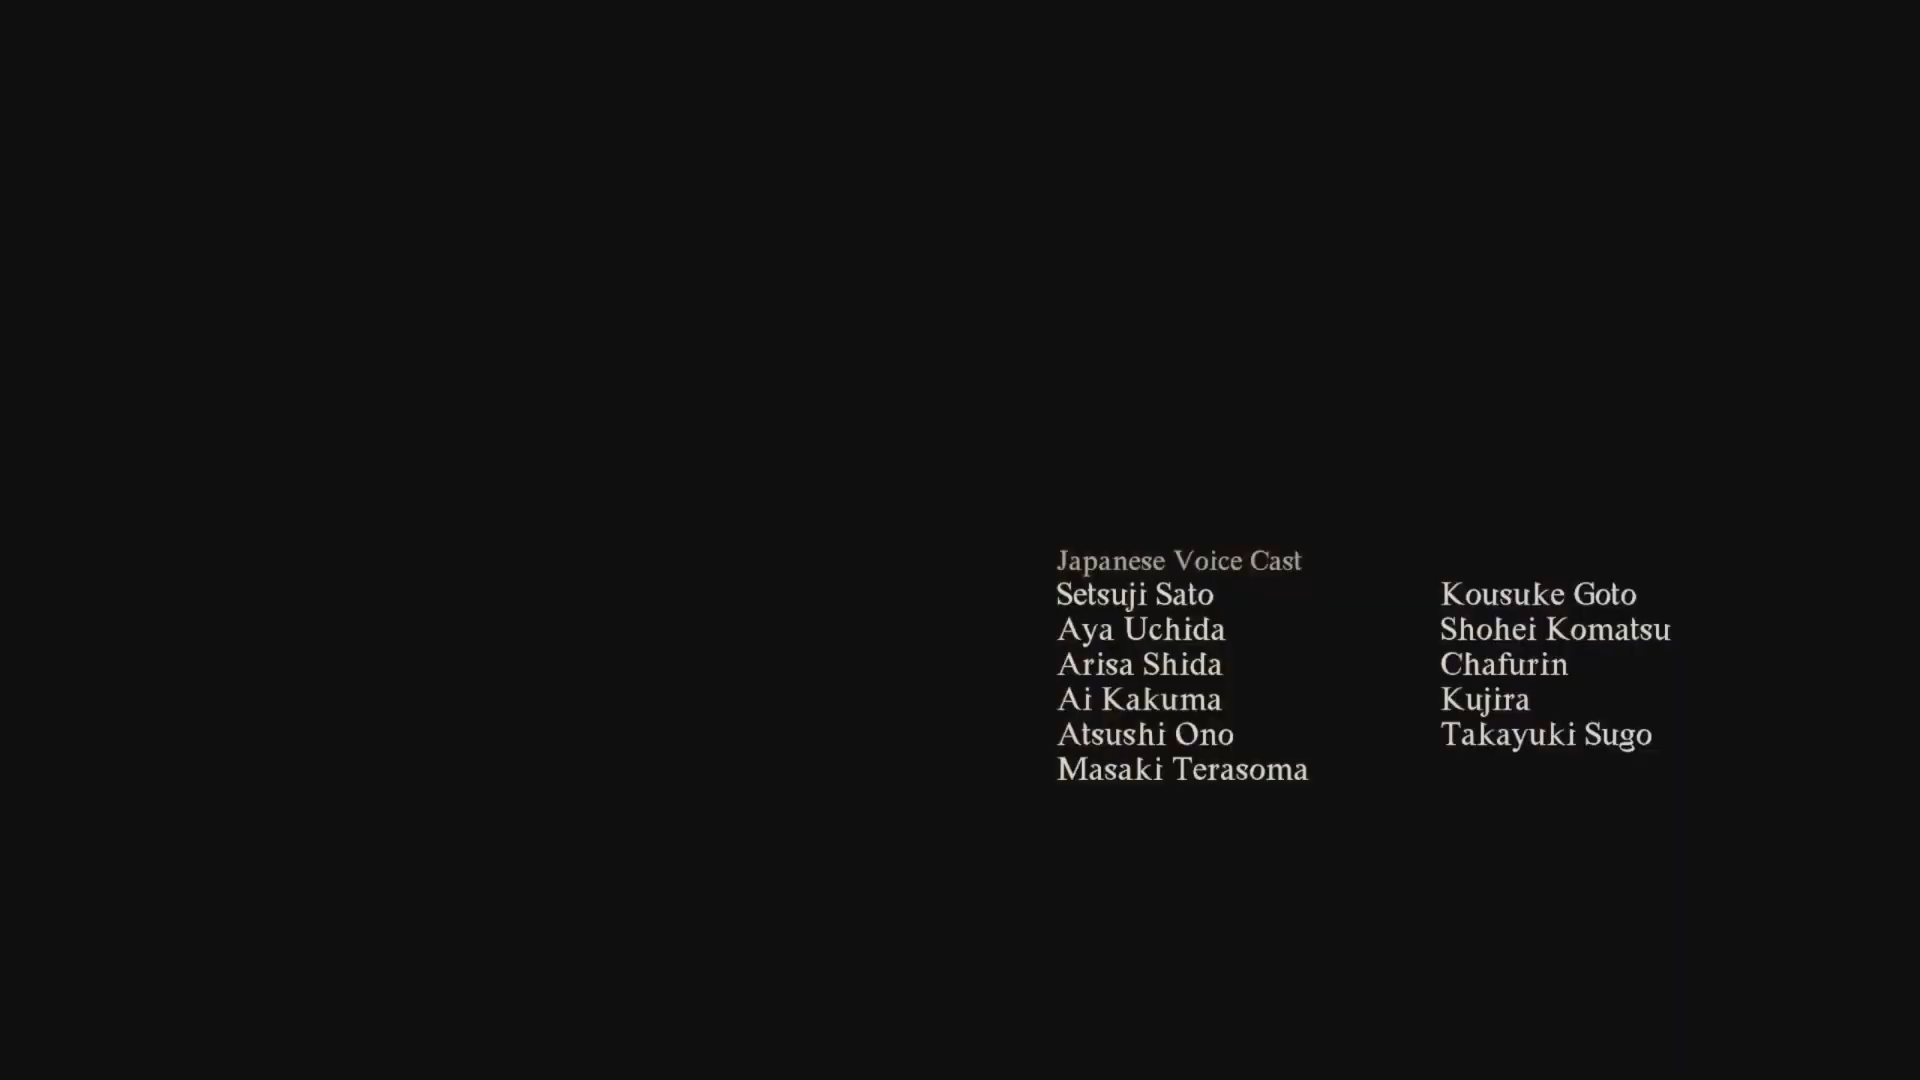 Japanese Voice Cast
Setsuji Sato
Aya Uchida
Arisa Shida
Ai Kakuma
Atsushi Ono
Masaki Terasoma
Kousuke Goto
Shohei Komatsu
Chafurin
Kujira
Takayuki Sugo